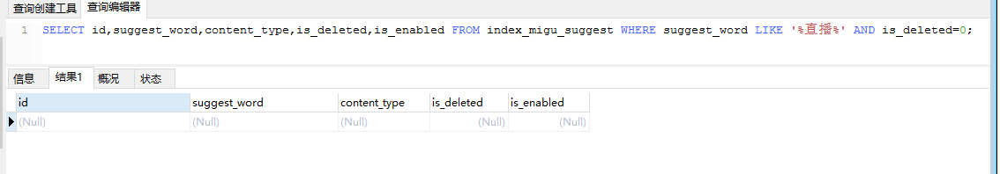 查询创建工具 查询编辑器
1 SELECT id,suggest_word,content_type,is_deleted,is_enabled FROM index_migu_suggest WHERE suggest_word LIKE '%直播%' AND is_deleted=0;
信息 结果1 概况 状态
id suggest_word content_type is_deleted is_enabled
(Null) (Null) (Null) (Null) (Null)